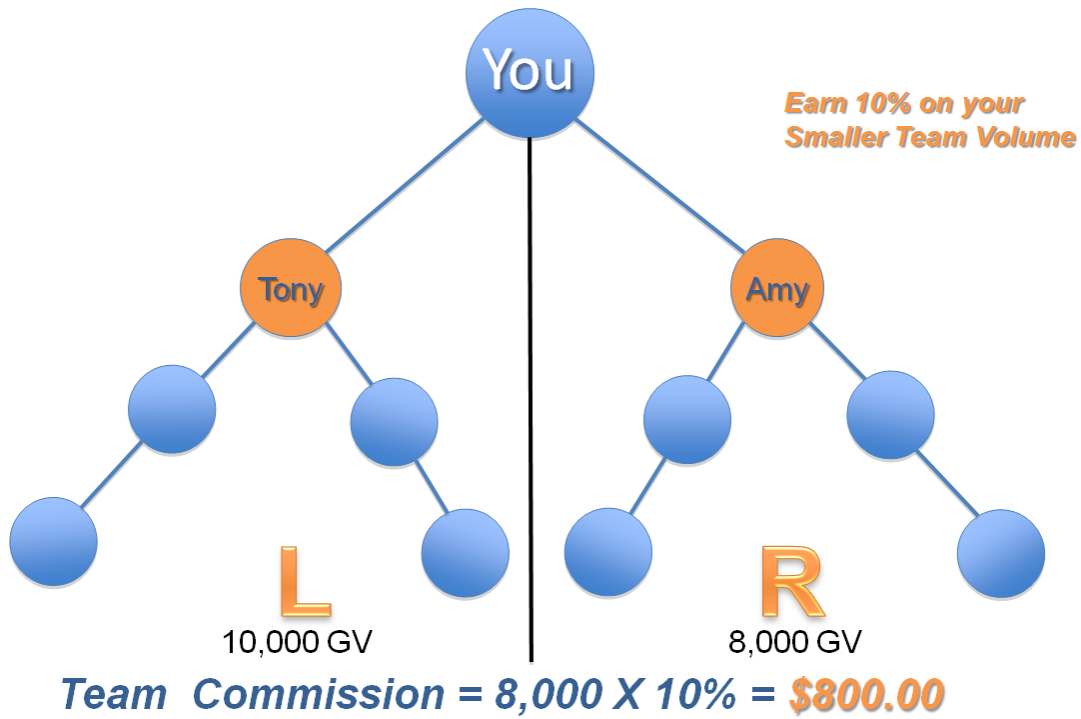 You
Earn 10% on your
Smaller Team Volume
Tony
Amy
L
R
10,000 GV
8,000 GV
Team Commission = 8,000 X 10% = $800.00